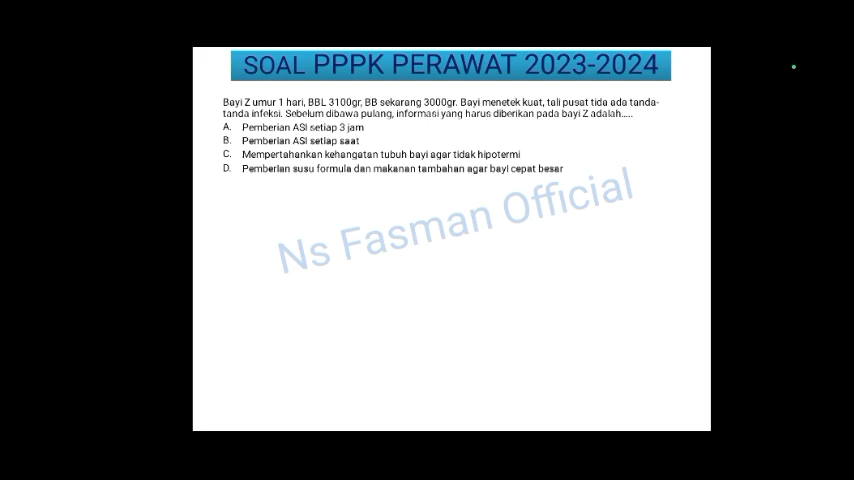 SOAL PPPK PERAWAT 2023-2024
Bayi Z umur 1 hari, BBL 3100gr, BB sekarang 3000gr. Bayi menetek kuat, tali pusat tida ada tanda-
tanda infeksi. Sebelum dibawa pulang, informasi yang harus diberikan pada bayi Z adalah.....
A. Pemberian ASI setiap 3 jam
B. Pemberian ASI setiap saat
C. Mempertahankan kehangatan tubuh bayi agar tidak hipotermi
D. Pemberian susu formula dan makanan tambahan agar bayi cepat besar
Ns Fasman Official